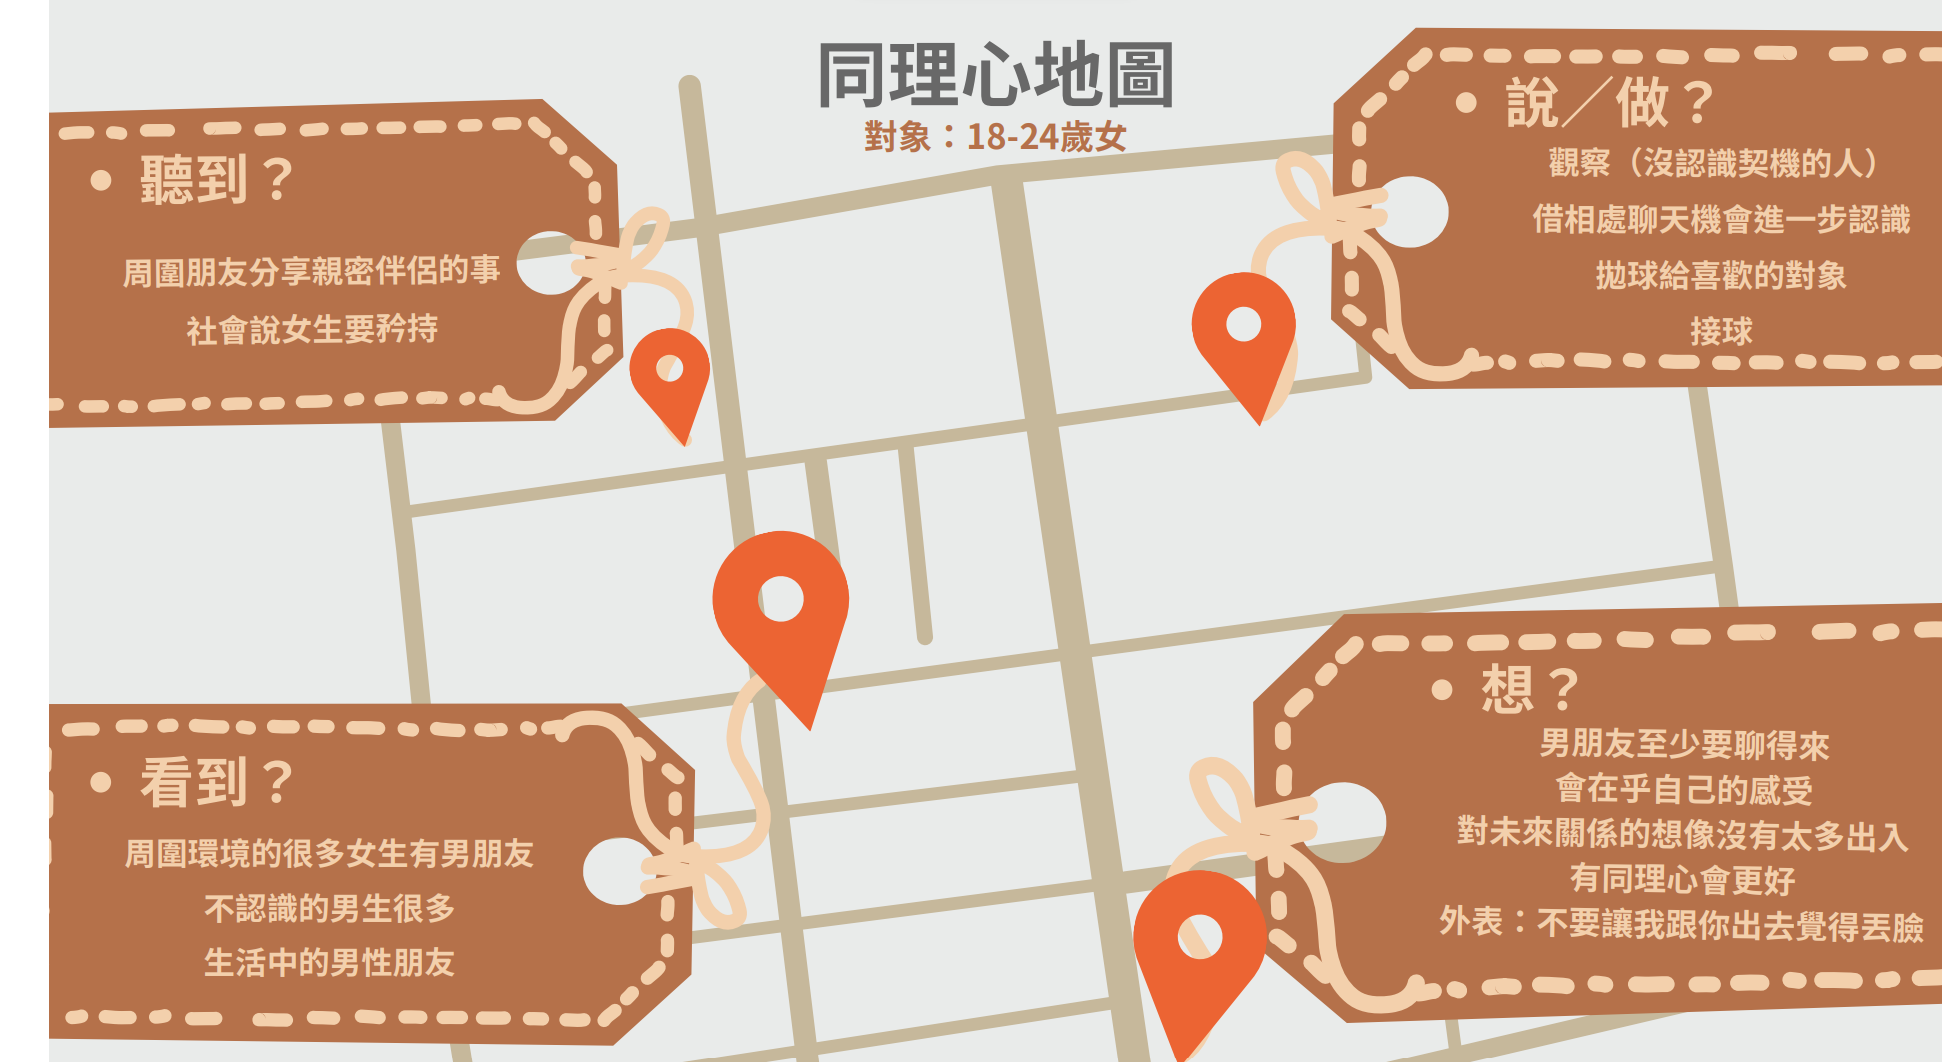 同理心地圖
對象：18-24歲女
• 聽到？
周圍朋友分享親密伴侶的事
社會說女生要矜持
• 說／做？
觀察（沒認識契機的人）
借相處聊天機會進一步認識
拋球給喜歡的對象
接球
• 看到？
周圍環境的很多女生有男朋友
不認識的男生很多
生活中的男性朋友
• 想？
男朋友至少要聊得來
會在乎自己的感受
對未來關係的想像沒有太多出入
有同理心會更好
外表：不要讓我跟你出去覺得丟臉